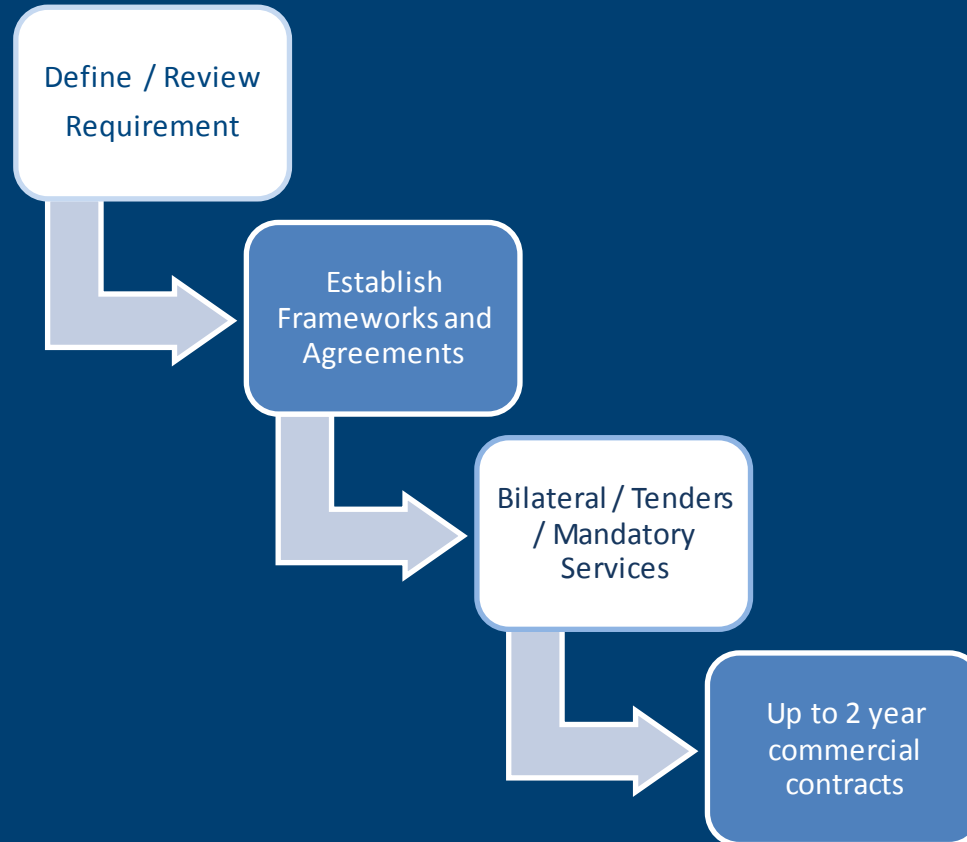 Define / Review
Requirement
Establish
Frameworks and
Agreements
Bilateral / Tenders
/ Mandatory
Services
Up to 2 year
commercial
contracts